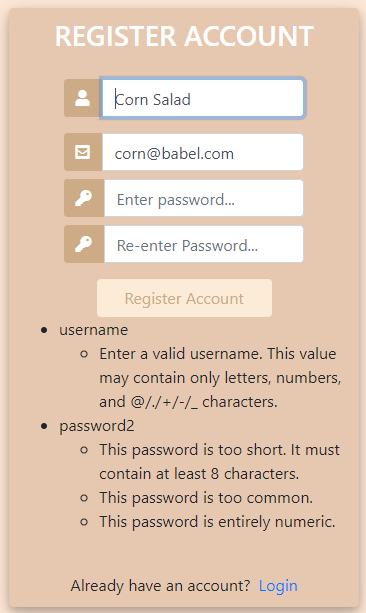 REGISTER ACCOUNT
Corn Salad
corn@babel.com
Enter password...
Re-enter Password...
Register Account
username
Enter a valid username. This value
may contain only letters, numbers,
and @/./+/-/_ characters.
password2
This password is too short. It must
contain at least 8 characters.
This password is too common.
This password is entirely numeric.
Already have an account? Login